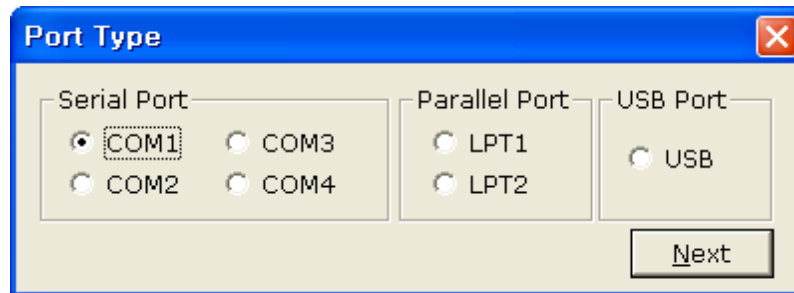 Port Type
Serial Port Parallel Port USB Port
COM1 COM3 LPT1 USB
COM2 COM4 LPT2
Next